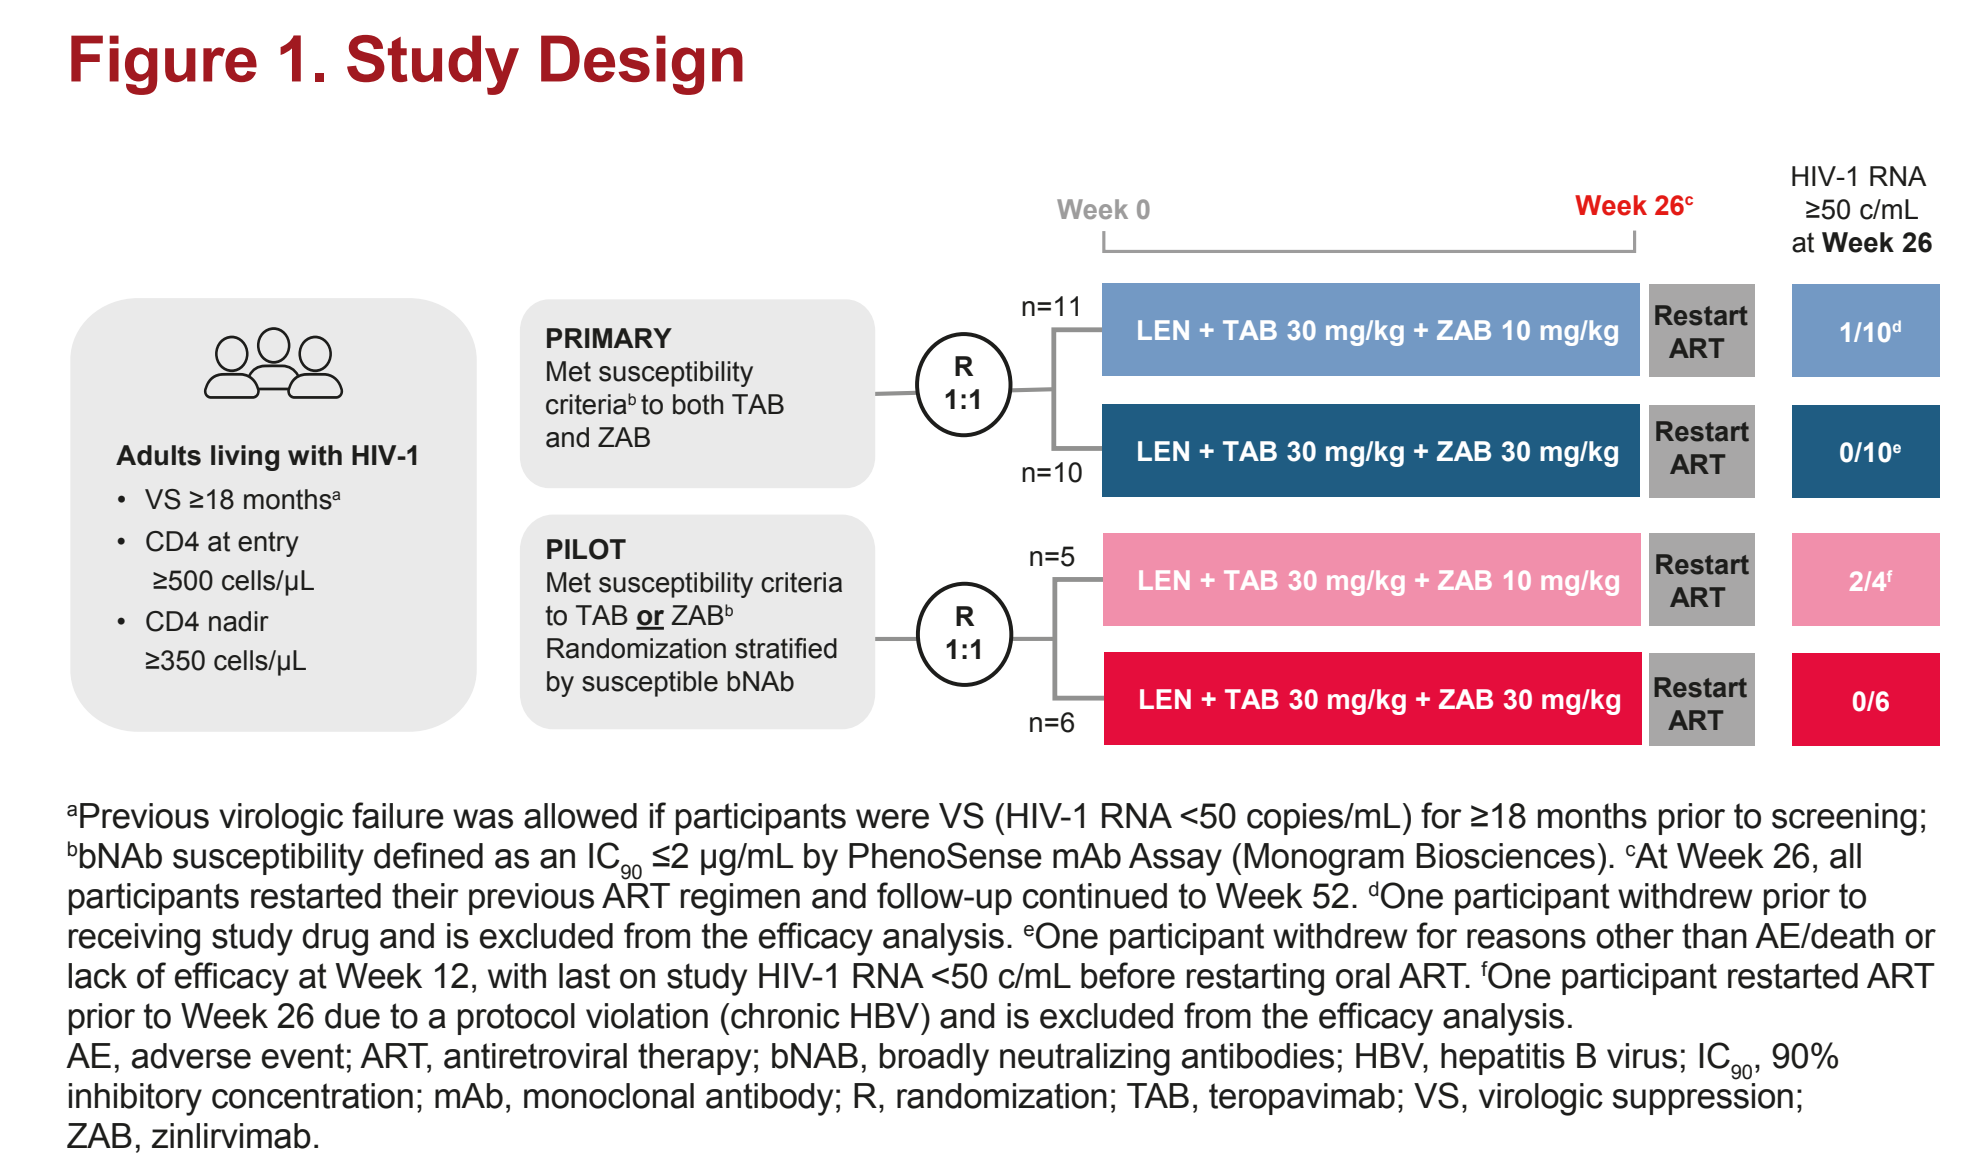 Figure 1. Study Design
HIV-1 RNA
≥50 c/mL
at Week 26
Week 0
Week 26ᶜ
Adults living with HIV-1
• VS ≥18 monthsᵃ
• CD4 at entry
≥500 cells/µL
• CD4 nadir
≥350 cells/µL
PRIMARY
Met susceptibility
criteriaᵇ to both TAB
and ZAB
R
1:1
n=11
LEN + TAB 30 mg/kg + ZAB 10 mg/kg
Restart
ART
1/10ᵈ
n=10
LEN + TAB 30 mg/kg + ZAB 30 mg/kg
Restart
ART
0/10ᵉ
PILOT
Met susceptibility criteria
to TAB or ZABᵇ
Randomization stratified
by susceptible bNAb
R
1:1
n=5
LEN + TAB 30 mg/kg + ZAB 10 mg/kg
Restart
ART
2/4ᶠ
n=6
LEN + TAB 30 mg/kg + ZAB 30 mg/kg
Restart
ART
0/6
ᵃPrevious virologic failure was allowed if participants were VS (HIV-1 RNA <50 copies/mL) for ≥18 months prior to screening;
ᵇbNAb susceptibility defined as an IC₉₀ ≤2 µg/mL by PhenoSense mAb Assay (Monogram Biosciences). ᶜAt Week 26, all
participants restarted their previous ART regimen and follow-up continued to Week 52. ᵈOne participant withdrew prior to
receiving study drug and is excluded from the efficacy analysis. ᵉOne participant withdrew for reasons other than AE/death or
lack of efficacy at Week 12, with last on study HIV-1 RNA <50 c/mL before restarting oral ART. ᶠOne participant restarted ART
prior to Week 26 due to a protocol violation (chronic HBV) and is excluded from the efficacy analysis.
AE, adverse event; ART, antiretroviral therapy; bNAB, broadly neutralizing antibodies; HBV, hepatitis B virus; IC₉₀, 90%
inhibitory concentration; mAb, monoclonal antibody; R, randomization; TAB, teropavimab; VS, virologic suppression;
ZAB, zinlirvimab.